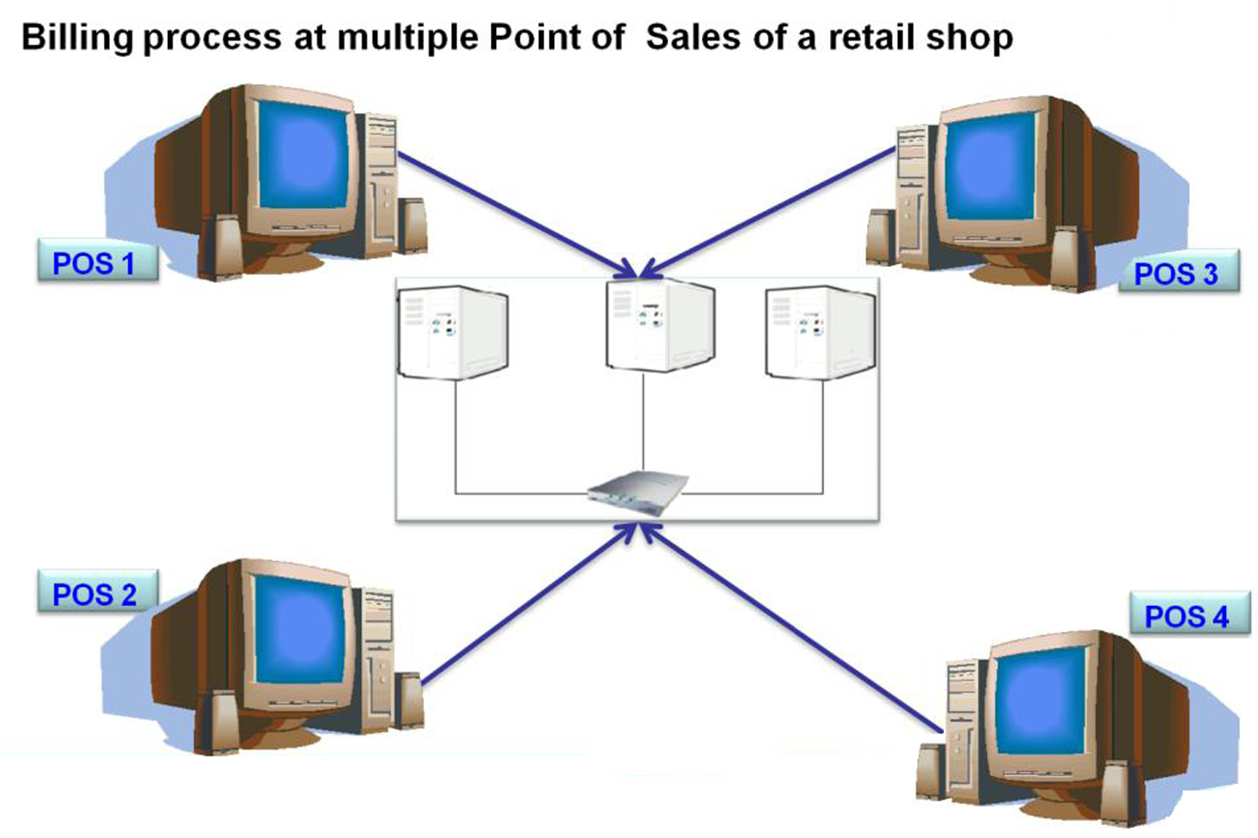 Billing process at multiple Point of Sales of a retail shop
POS 1
POS 3
POS 2
POS 4